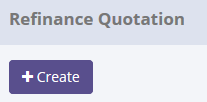 Refinance Quotation
+ Create